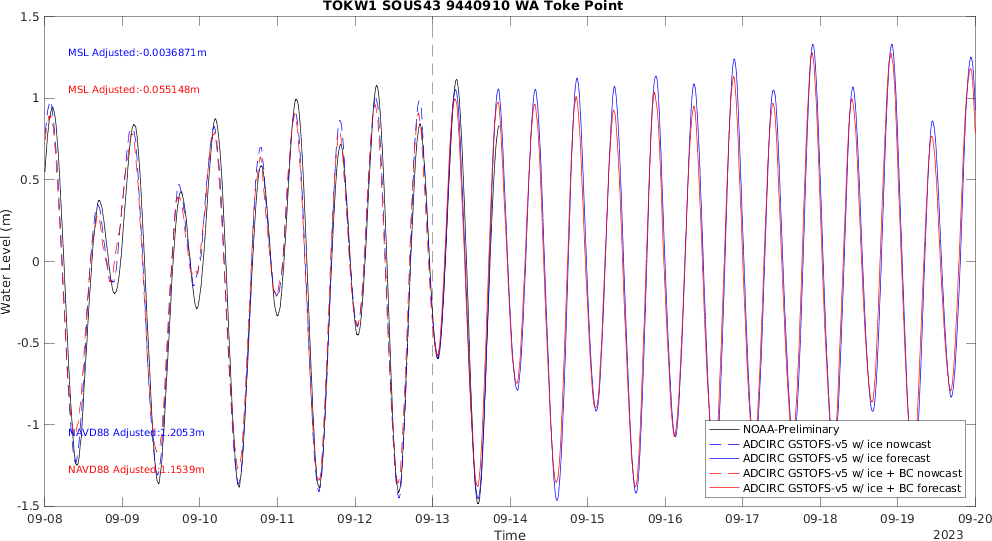 TOKW1 SOUS43 9440910 WA Toke Point
1.5
MSL Adjusted:-0.0036871m
MSL Adjusted:-0.055148m
1
0.5
Water Level (m)
0
-0.5
-1
NAVD88 Adjusted:1.2053m
NAVD88 Adjusted:1.1539m
-1.5
NOAA-Preliminary
ADCIRC GSTOFS-v5 w/ ice nowcast
ADCIRC GSTOFS-v5 w/ ice forecast
ADCIRC GSTOFS-v5 w/ ice + BC nowcast
ADCIRC GSTOFS-v5 w/ ice + BC forecast
09-08 09-09 09-10 09-11 09-12 09-13 09-14 09-15 09-16 09-17 09-18 09-19 09-20
Time
2023